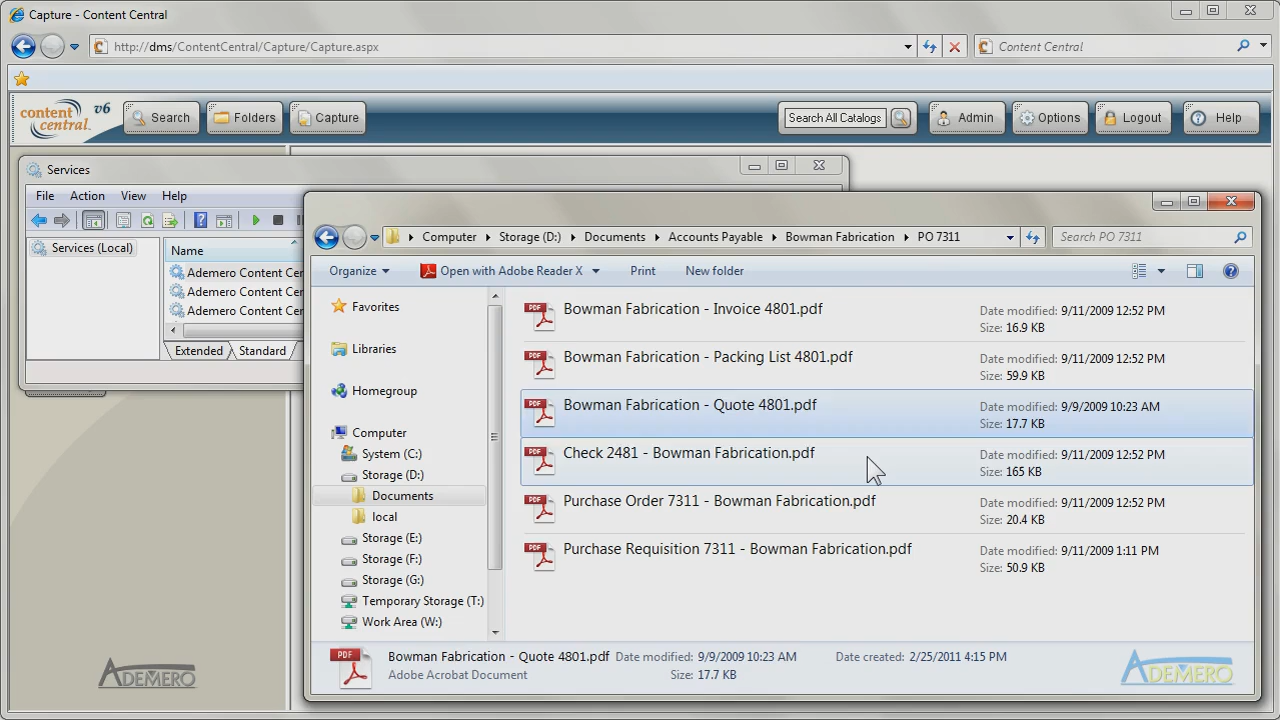 Capture - Content Central
http://dms/ContentCentral/Capture/Capture.aspx
Content Central
content central. v6
Search
Folders
Capture
Search All Catalogs
Admin
Options
Logout
Help
Services
File Action View Help
Services (Local)
Name
Ademero Content Cer
Ademero Content Cer
Ademero Content Cer
Extended
Standard
Computer
Storage (D:)
Documents
Accounts Payable
Bowman Fabrication
PO 7311
Search PO 7311
Organize
Open with Adobe Reader X
Print
New folder
Favorites
Libraries
Homegroup
Computer
System (C:)
Storage (D:)
Documents
local
Storage (E:)
Storage (F:)
Storage (G:)
Temporary Storage (T:)
Work Area (W:)
PDF
Bowman Fabrication - Invoice 4801.pdf
Date modified: 9/11/2009 12:52 PM
Size: 16.9 KB
PDF
Bowman Fabrication - Packing List 4801.pdf
Date modified: 9/11/2009 12:52 PM
Size: 59.9 KB
PDF
Bowman Fabrication - Quote 4801.pdf
Date modified: 9/9/2009 10:23 AM
Size: 17.7 KB
PDF
Check 2481 - Bowman Fabrication.pdf
Date modified: 9/11/2009 12:52 PM
Size: 165 KB
PDF
Purchase Order 7311 - Bowman Fabrication.pdf
Date modified: 9/11/2009 12:52 PM
Size: 20.4 KB
PDF
Purchase Requisition 7311 - Bowman Fabrication.pdf
Date modified: 9/11/2009 1:11 PM
Size: 50.9 KB
PDF
Bowman Fabrication - Quote 4801.pdf
Date modified: 9/9/2009 10:23 AM
Date created: 2/25/2011 4:15 PM
Adobe Acrobat Document
Size: 17.7 KB
ADEMERO
ADEMERO